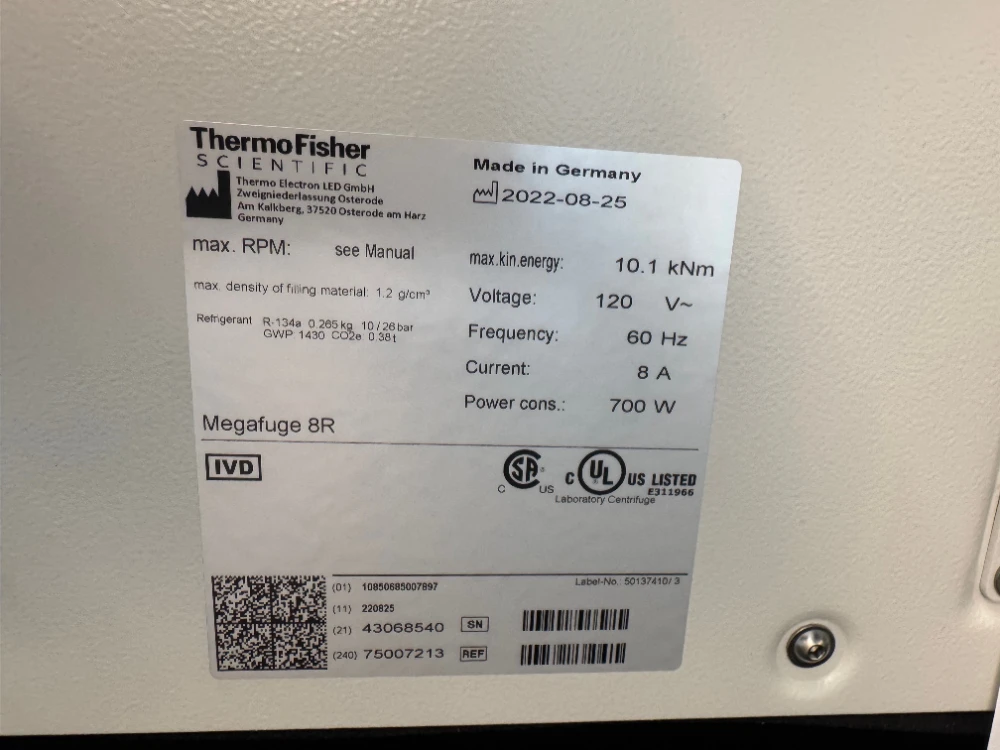 ThermoFisher
SCIENTIFIC
Thermo Electron LED GmbH
Zweigniederlassung Osterode
Am Kalkberg, 37520 Osterode am Harz
Germany
Made in Germany
2022-08-25
max. RPM: see Manual
max. density of filling material: 1.2 g/cm³
Refrigerant R-134a 0.265 kg 10/26 bar
GWP 1430 CO2e 0.38 t
max.kin.energy: 10.1 kNm
Voltage: 120 V~
Frequency: 60 Hz
Current: 8 A
Power cons.: 700 W
Megafuge 8R
IVD
C SA US
C UL US LISTED
E311966
Laboratory Centrifuge
Label-No.: 50137410/3
(01) 10850685007897
(11) 220825
(21) 43068540 SN
(240) 75007213 REF